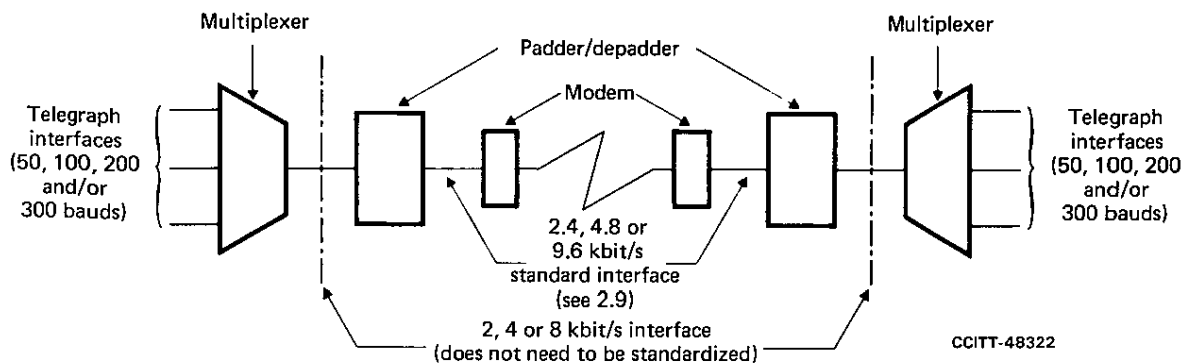 Multiplexer
Multiplexer
Padder/depadder
Modem
Telegraph
interfaces
(50, 100, 200
and/or
300 bauds)
Telegraph
interfaces
(50, 100, 200
and/or
300 bauds)
2.4, 4.8 or
9.6 kbit/s
standard interface
(see 2.9)
2, 4 or 8 kbit/s interface
(does not need to be standardized)
CCITT-48322